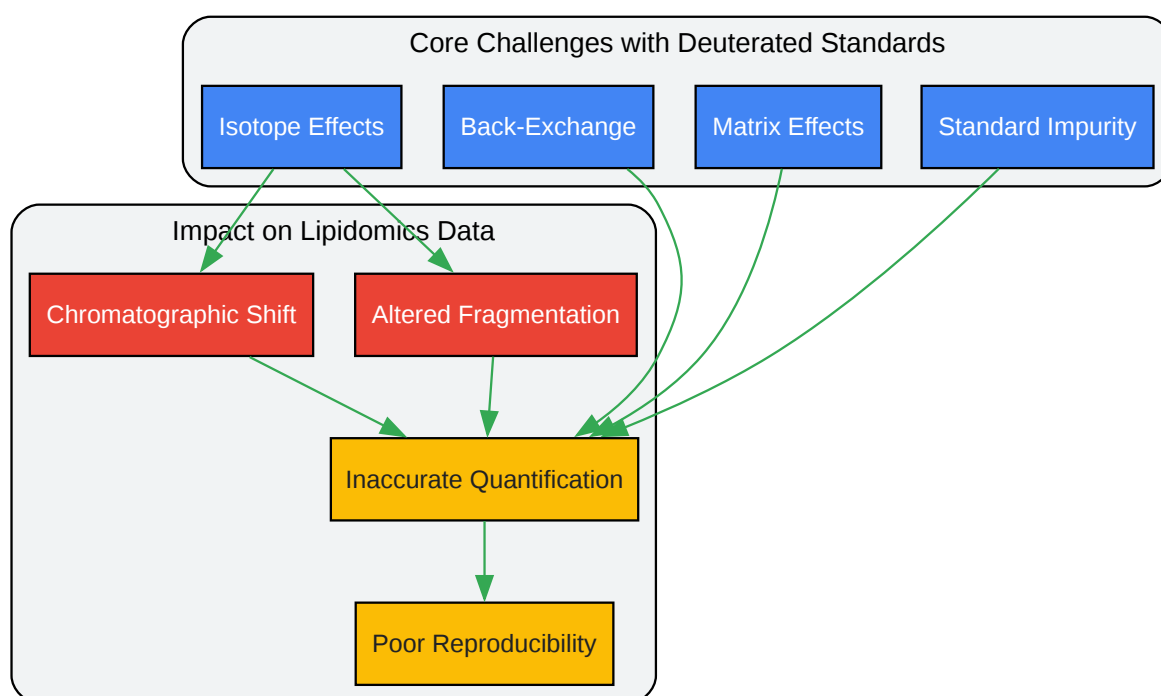 Core Challenges with Deuterated Standards
Isotope Effects
Back-Exchange
Matrix Effects
Standard Impurity
Impact on Lipidomics Data
Chromatographic Shift
Altered Fragmentation
Inaccurate Quantification
Poor Reproducibility